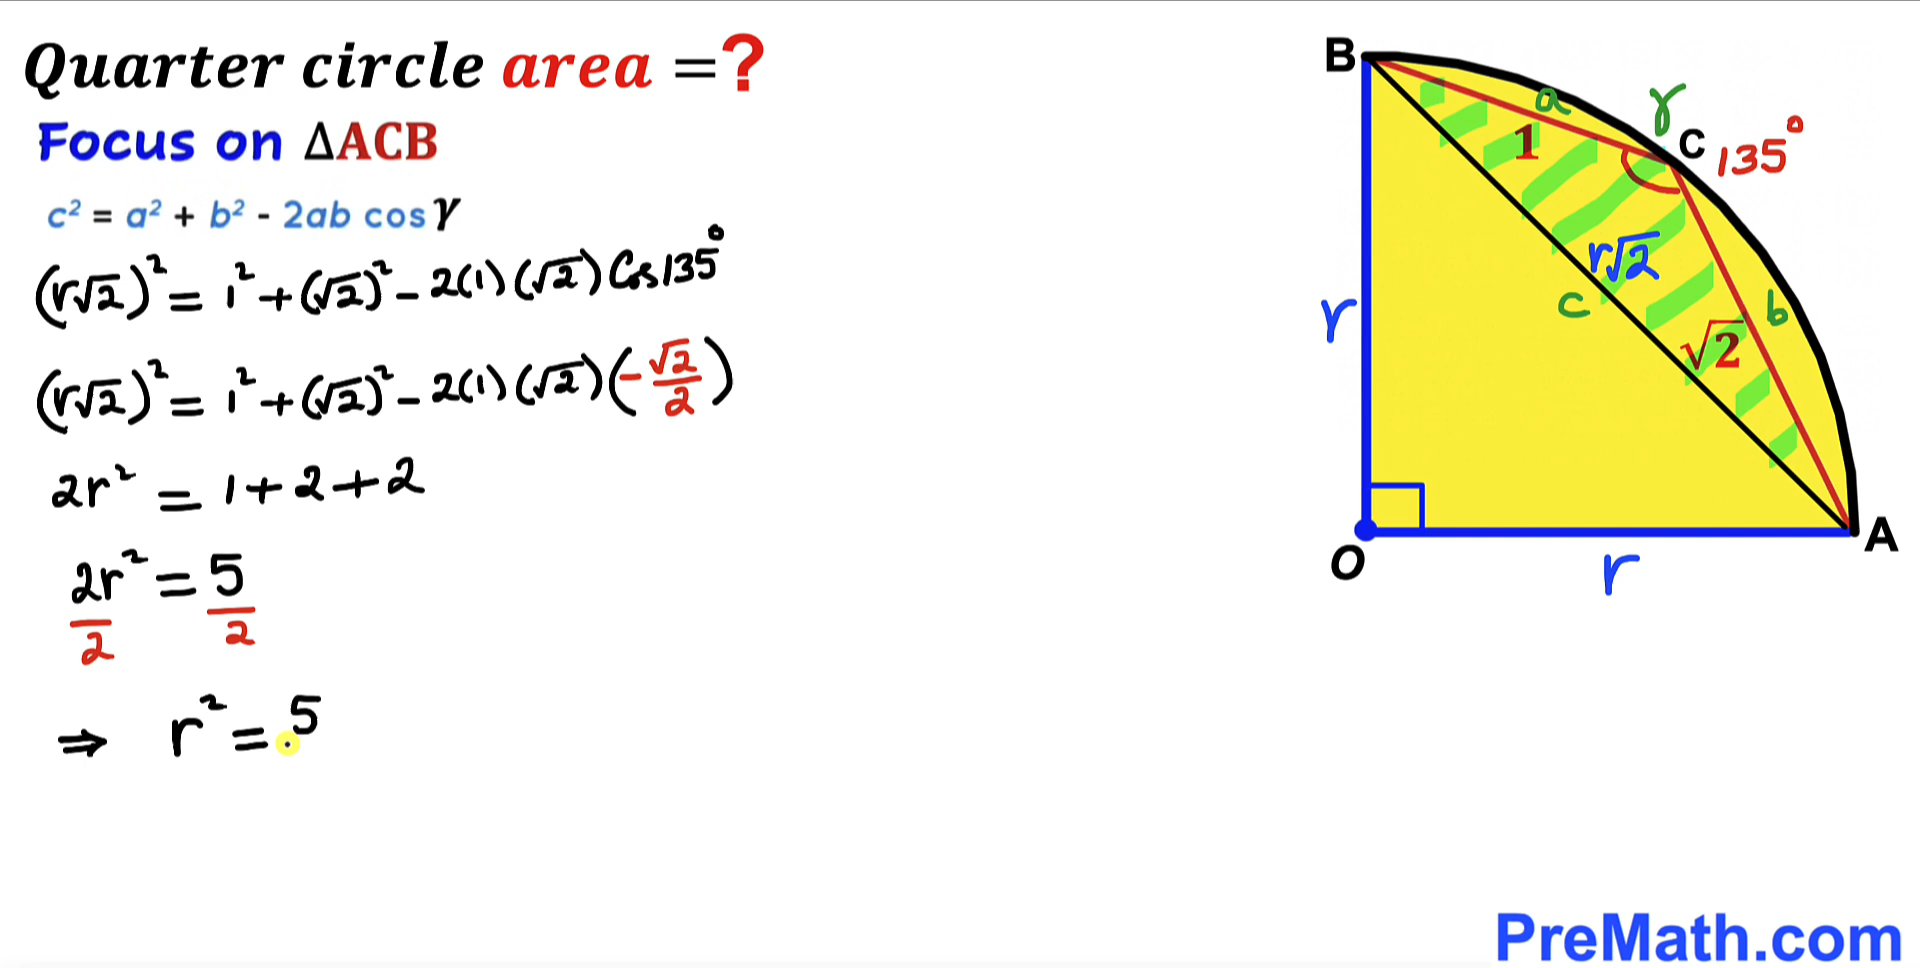 Quarter circle area =?
Focus on ΔACB
c² = a² + b² - 2ab cos γ
(r√2)² = 1² + (√2)² - 2(1)(√2) Cos 135°
(r√2)² = 1² + (√2)² - 2(1)(√2)(-√2/2)
2r² = 1 + 2 + 2
2r²/2 = 5/2
⇒ r² = 5
B
a
γ
C 135°
1
r√2
r
c
b
√2
O
A
r
PreMath.com